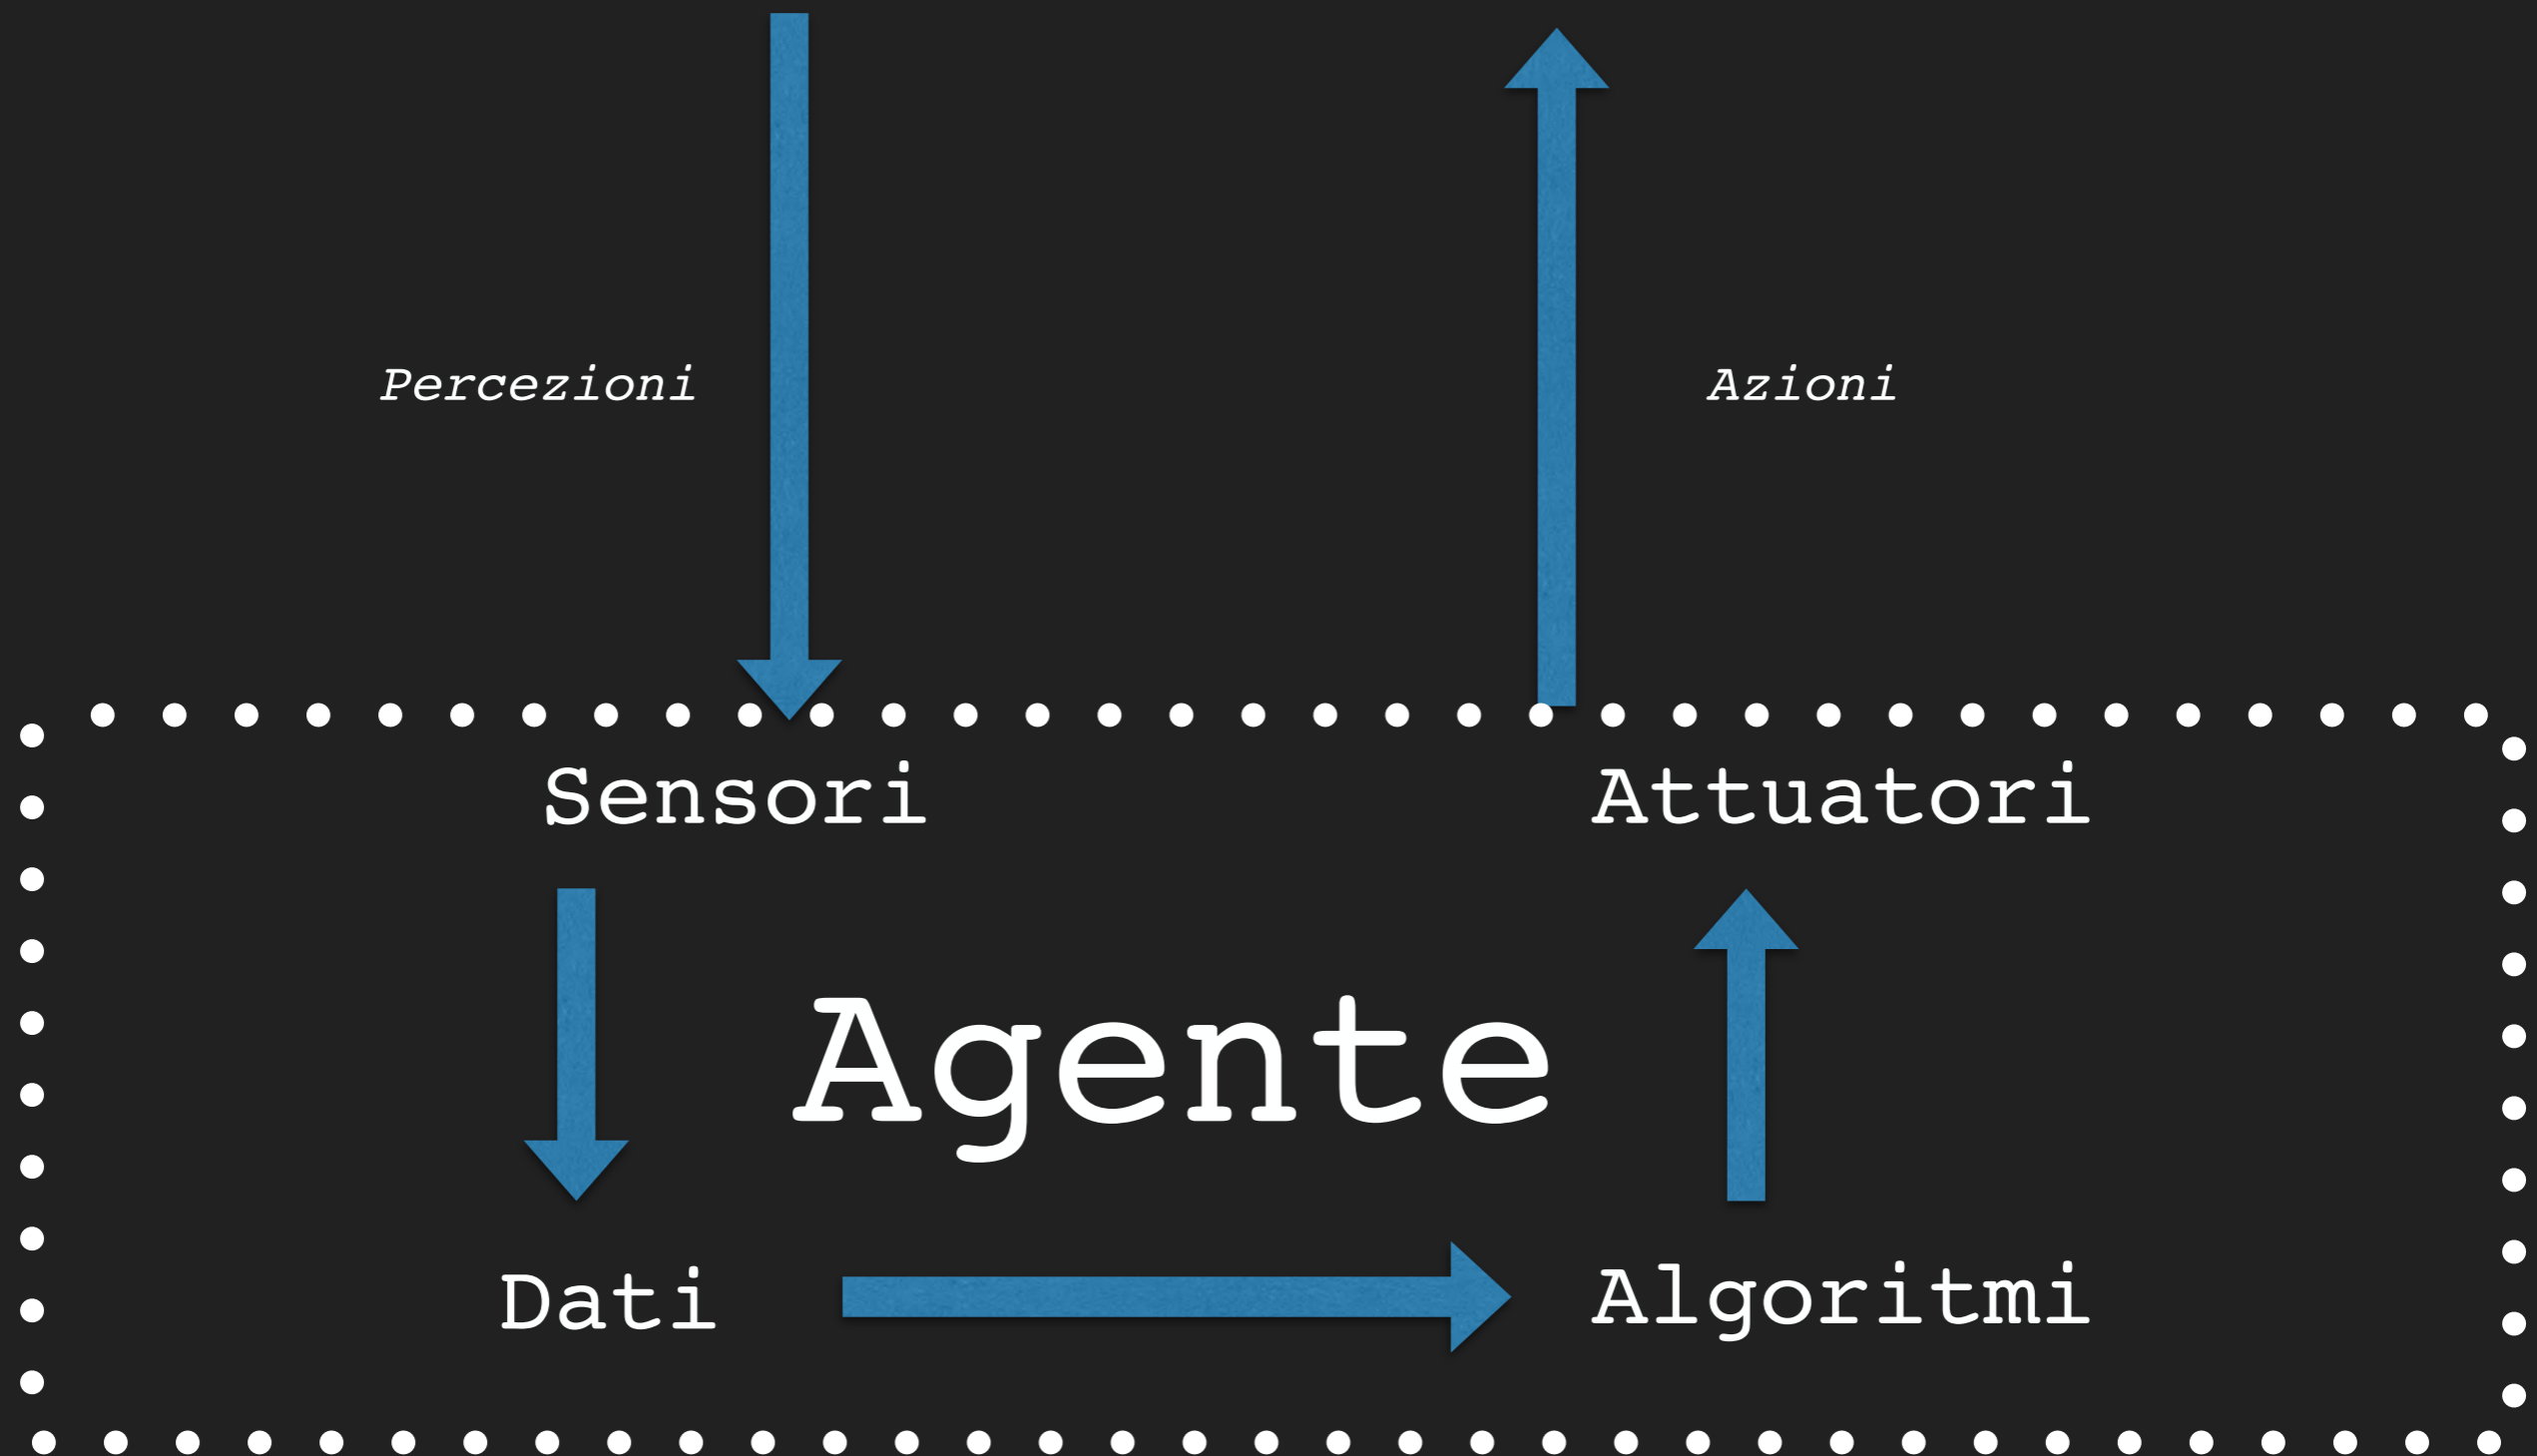 Percezioni
Azioni
Sensori
Attuatori
Agente
Dati
Algoritmi